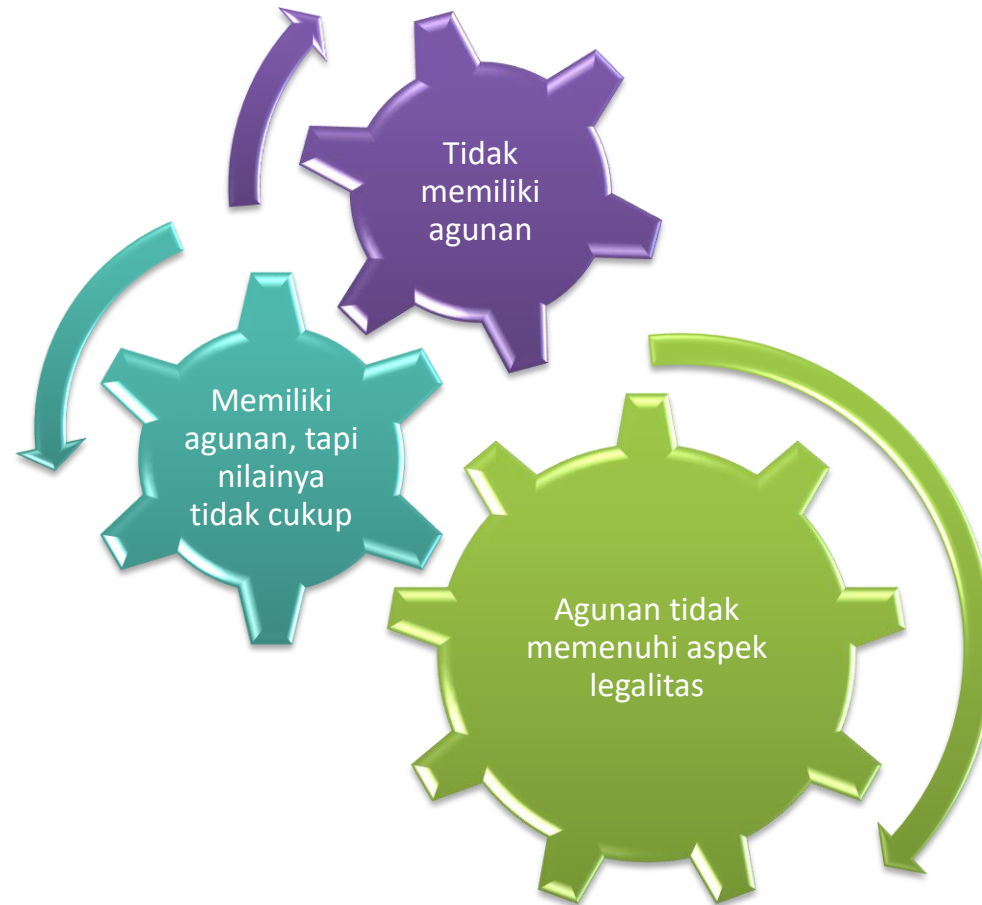 Tidak
memiliki
agunan
Memiliki
agunan, tapi
nilainya
tidak cukup
Agunan tidak
memenuhi aspek
legalitas